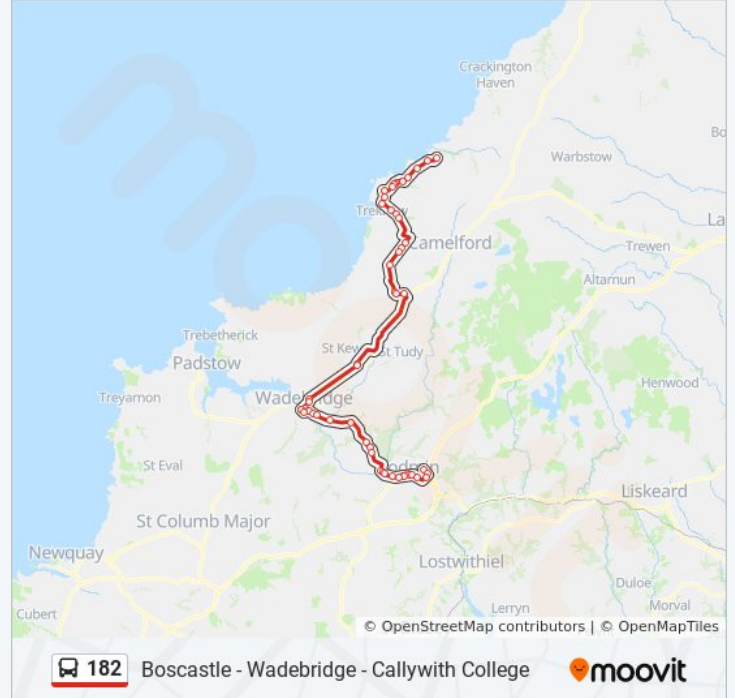 Crackington
Haven
Bo
Warbstow
Trek w
La
Camelford
Trewen
Altarnun
Trebetherick
Padstow
St Kew
St Tudy
Henwood
Treyarnon
Wadebridge
St Eval
Bodmin
Liskeard
St Columb Major
Newquay
Lostwithiel
Duloe
Cubert
Lerryn
Morval
© OpenStreetMap contributors | © OpenMapTiles
182 Boscastle - Wadebridge - Callywith College
moovit